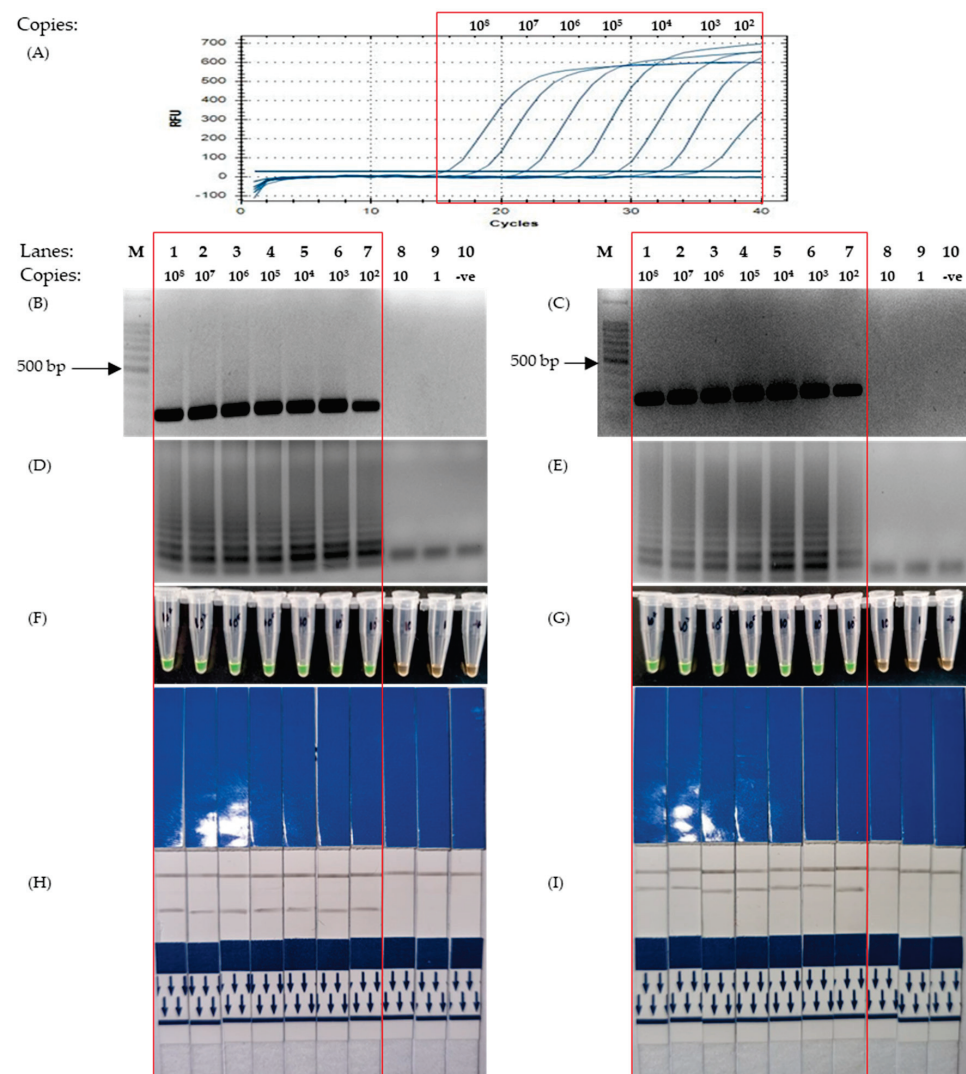 Copies: 10⁸ 10⁷ 10⁶ 10⁵ 10⁴ 10³ 10²
(A)
700
600
500
400
300
200
100
0
-100
RFU
0 10 20 30 40
Cycles
Lanes: M 1 2 3 4 5 6 7 8 9 10 M 1 2 3 4 5 6 7 8 9 10
Copies: 10⁸ 10⁷ 10⁶ 10⁵ 10⁴ 10³ 10² 10 1 -ve 10⁸ 10⁷ 10⁶ 10⁵ 10⁴ 10³ 10² 10 1 -ve
(B) (C)
500 bp 500 bp
(D) (E)
(F) (G)
(H) (I)